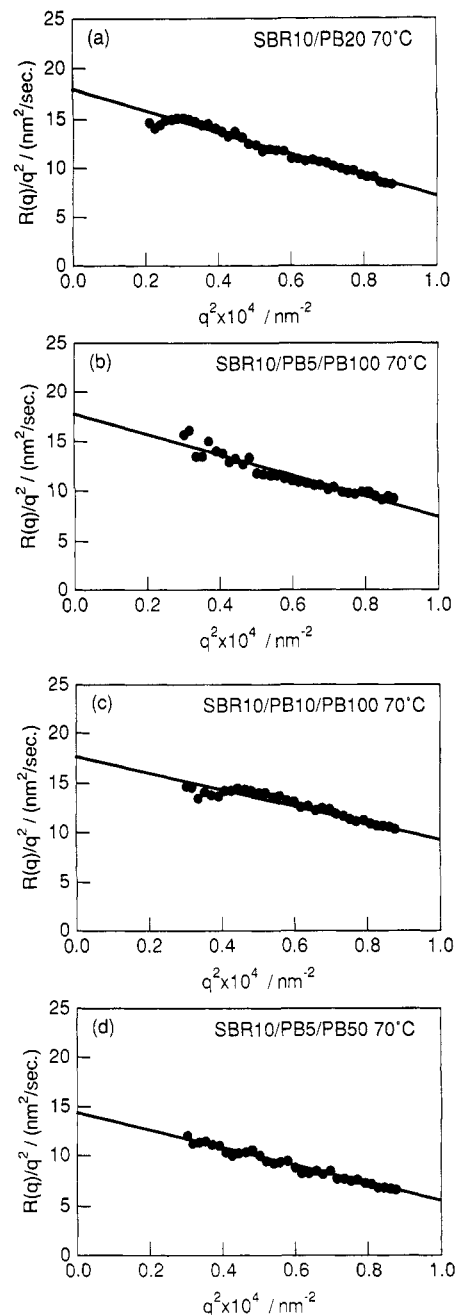 (a) SBR10/PB20 70°C
R(q)/q² / (nm²/sec.)
25
20
15
10
5
0
0.0 0.2 0.4 0.6 0.8 1.0
q²x10⁴ / nm⁻²
(b) SBR10/PB5/PB100 70°C
R(q)/q² / (nm²/sec.)
25
20
15
10
5
0
0.0 0.2 0.4 0.6 0.8 1.0
q²x10⁴ / nm⁻²
(c) SBR10/PB10/PB100 70°C
R(q)/q² / (nm²/sec.)
25
20
15
10
5
0
0.0 0.2 0.4 0.6 0.8 1.0
q²x10⁴ / nm⁻²
(d) SBR10/PB5/PB50 70°C
R(q)/q² / (nm²/sec.)
25
20
15
10
5
0
0.0 0.2 0.4 0.6 0.8 1.0
q²x10⁴ / nm⁻²